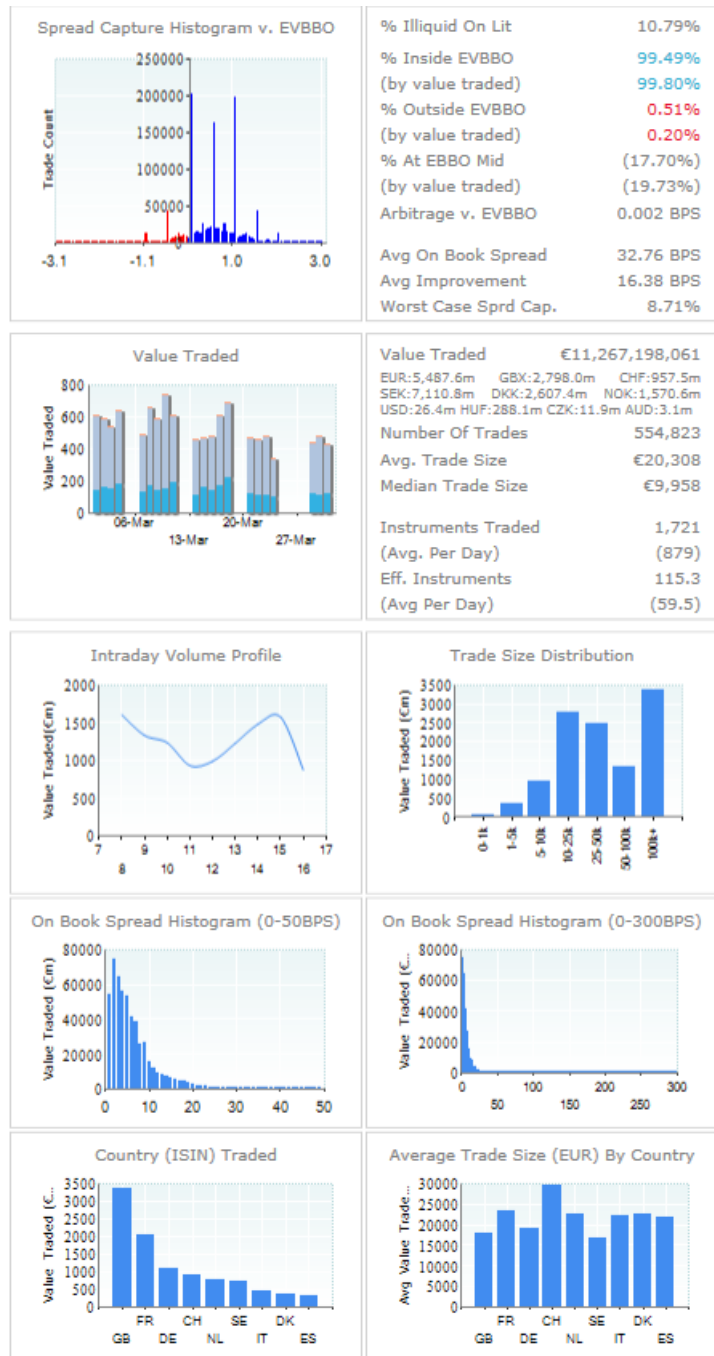 Spread Capture Histogram v. EVBBO
Trade Count
250000
200000
150000
100000
50000
0
-3.1 -1.1 1.0 3.0
% Illiquid On Lit 10.79%
% Inside EVBBO 99.49%
(by value traded) 99.80%
% Outside EVBBO 0.51%
(by value traded) 0.20%
% At EBBO Mid (17.70%)
(by value traded) (19.73%)
Arbitrage v. EVBBO 0.002 BPS
Avg On Book Spread 32.76 BPS
Avg Improvement 16.38 BPS
Worst Case Sprd Cap. 8.71%
Value Traded
Value Traded
800
600
400
200
0
06-Mar 20-Mar
13-Mar 27-Mar
Value Traded €11,267,198,061
EUR:5,487.6m GBX:2,798.0m CHF:957.5m
SEK:7,110.8m DKK:2,607.4m NOK:1,570.6m
USD:26.4m HUF:288.1m CZK:11.9m AUD:3.1m
Number Of Trades 554,823
Avg. Trade Size €20,308
Median Trade Size €9,958
Instruments Traded 1,721
(Avg. Per Day) (879)
Eff. Instruments 115.3
(Avg Per Day) (59.5)
Intraday Volume Profile
Value Traded(€m)
2000
1500
1000
500
0
7 9 11 13 15 17
8 10 12 14 16
Trade Size Distribution
Value Traded (€m)
3500
3000
2500
2000
1500
1000
500
0
0-1k 1-5k 5-10k 10-25k 25-50k 50-100k 100k+
On Book Spread Histogram (0-50BPS)
Value Traded (€m)
80000
60000
40000
20000
0
0 10 20 30 40 50
On Book Spread Histogram (0-300BPS)
Value Traded (€...
80000
60000
40000
20000
0
0 100 200 300
50 150 250
Country (ISIN) Traded
Value Traded (€...
3500
3000
2500
2000
1500
1000
500
0
FR CH SE DK
GB DE NL IT ES
Average Trade Size (EUR) By Country
Avg Value Trade...
30000
25000
20000
15000
10000
5000
0
FR CH SE DK
GB DE NL IT ES